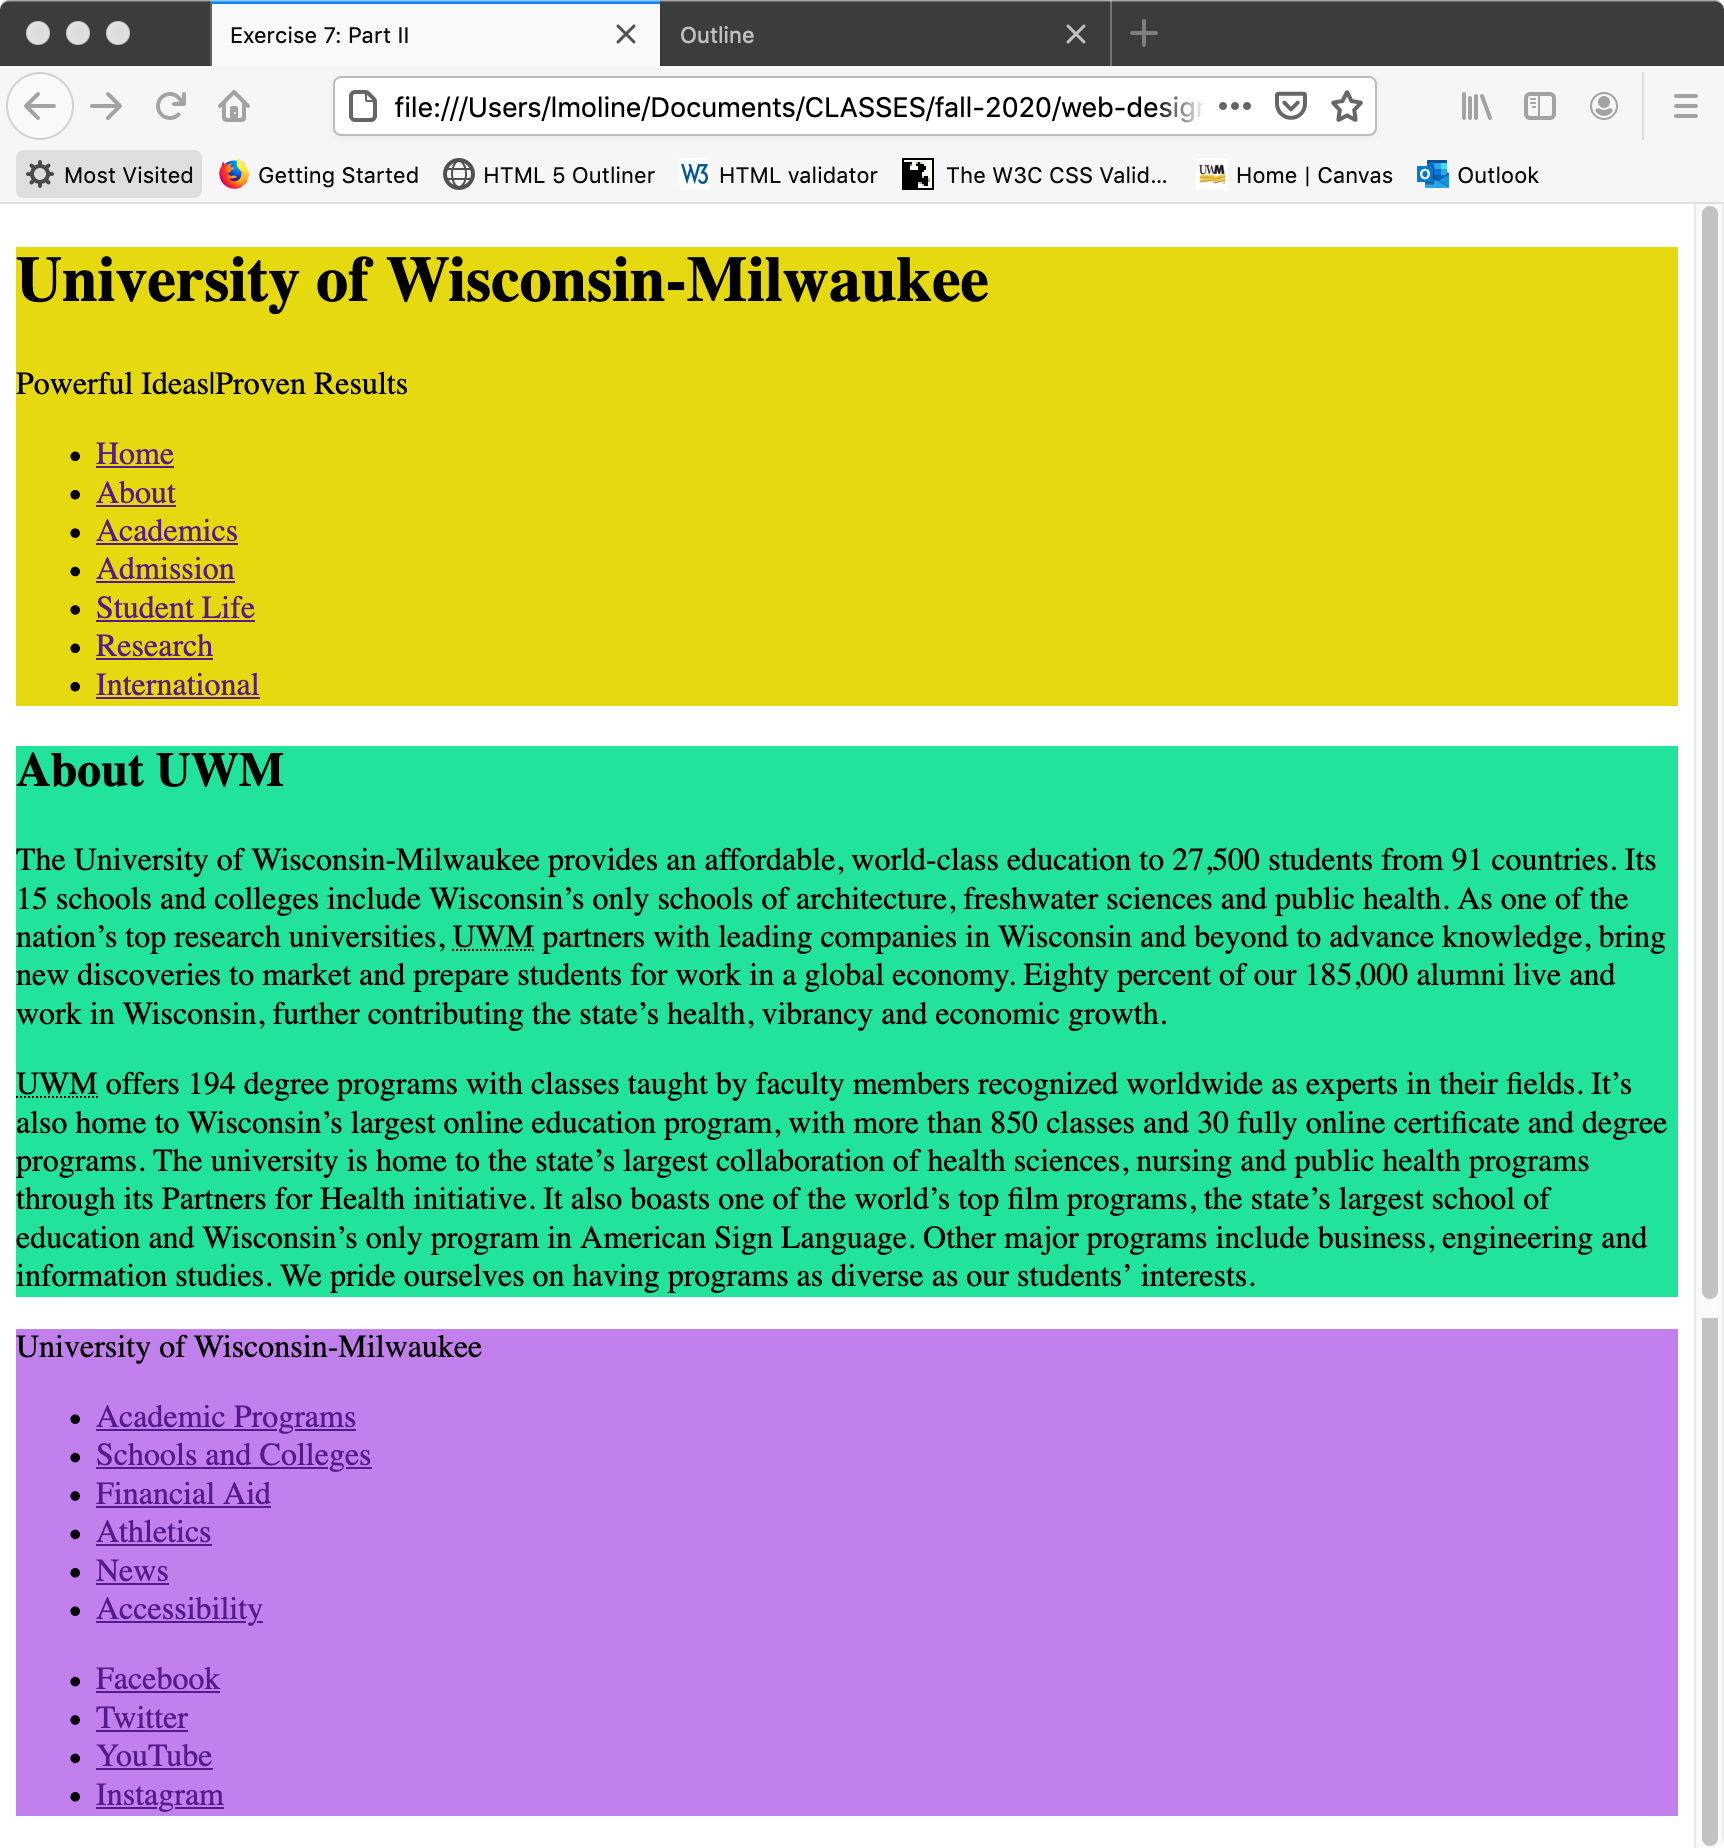 Exercise 7: Part II
Outline
file:///Users/lmoline/Documents/CLASSES/fall-2020/web-desig
Most Visited
Getting Started
HTML 5 Outliner
W3 HTML validator
The W3C CSS Valid...
UWM Home | Canvas
Outlook
University of Wisconsin-Milwaukee
Powerful Ideas|Proven Results
• Home
• About
• Academics
• Admission
• Student Life
• Research
• International
About UWM
The University of Wisconsin-Milwaukee provides an affordable, world-class education to 27,500 students from 91 countries. Its
15 schools and colleges include Wisconsin’s only schools of architecture, freshwater sciences and public health. As one of the
nation’s top research universities, UWM partners with leading companies in Wisconsin and beyond to advance knowledge, bring
new discoveries to market and prepare students for work in a global economy. Eighty percent of our 185,000 alumni live and
work in Wisconsin, further contributing the state’s health, vibrancy and economic growth.
UWM offers 194 degree programs with classes taught by faculty members recognized worldwide as experts in their fields. It’s
also home to Wisconsin’s largest online education program, with more than 850 classes and 30 fully online certificate and degree
programs. The university is home to the state’s largest collaboration of health sciences, nursing and public health programs
through its Partners for Health initiative. It also boasts one of the world’s top film programs, the state’s largest school of
education and Wisconsin’s only program in American Sign Language. Other major programs include business, engineering and
information studies. We pride ourselves on having programs as diverse as our students’ interests.
University of Wisconsin-Milwaukee
• Academic Programs
• Schools and Colleges
• Financial Aid
• Athletics
• News
• Accessibility
• Facebook
• Twitter
• YouTube
• Instagram